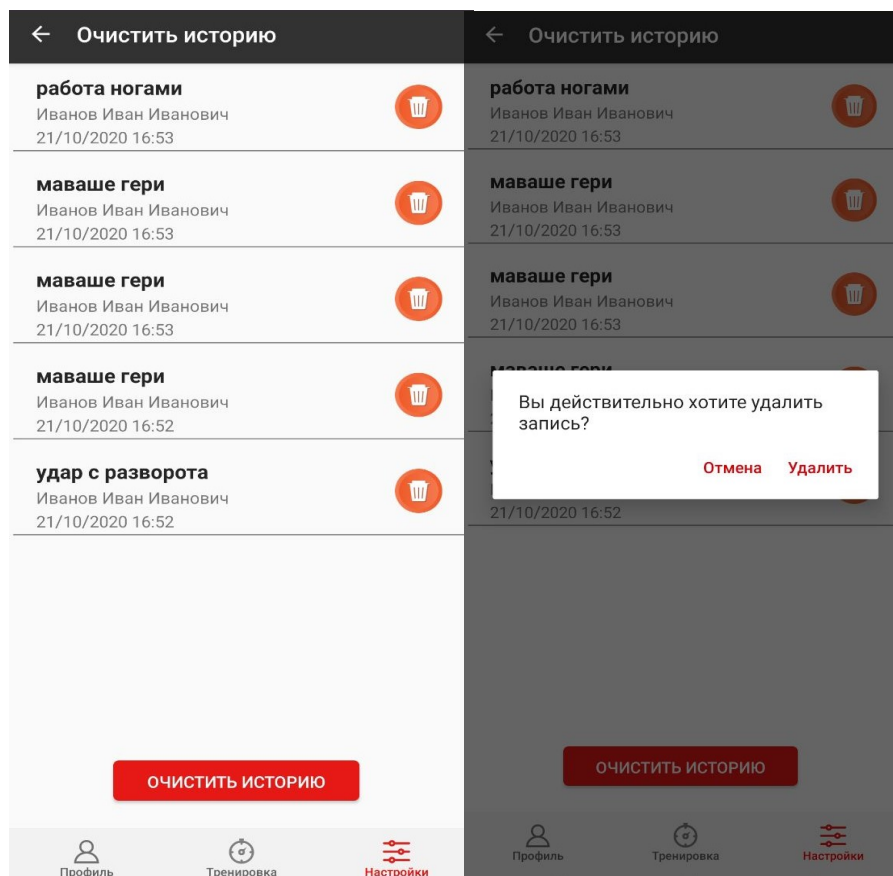 Очистить историю
работа ногами
Иванов Иван Иванович
21/10/2020 16:53
маваше гери
Иванов Иван Иванович
21/10/2020 16:53
маваше гери
Иванов Иван Иванович
21/10/2020 16:53
маваше гери
Иванов Иван Иванович
21/10/2020 16:52
удар с разворота
Иванов Иван Иванович
21/10/2020 16:52
ОЧИСТИТЬ ИСТОРИЮ
Профиль
Тренировка
Настройки
Очистить историю
работа ногами
Иванов Иван Иванович
21/10/2020 16:53
маваше гери
Иванов Иван Иванович
21/10/2020 16:53
маваше гери
Иванов Иван Иванович
21/10/2020 16:53
маваше гери
Вы действительно хотите удалить
запись?
Отмена Удалить
21/10/2020 16:52
ОЧИСТИТЬ ИСТОРИЮ
Профиль
Тренировка
Настройки